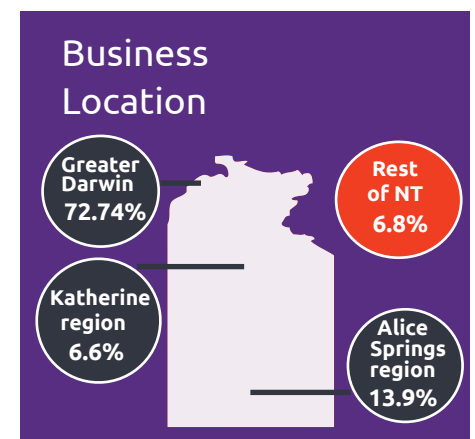 Business
Location
Greater
Darwin
72.74%
Rest
of NT
6.8%
Katherine
region
6.6%
Alice
Springs
region
13.9%